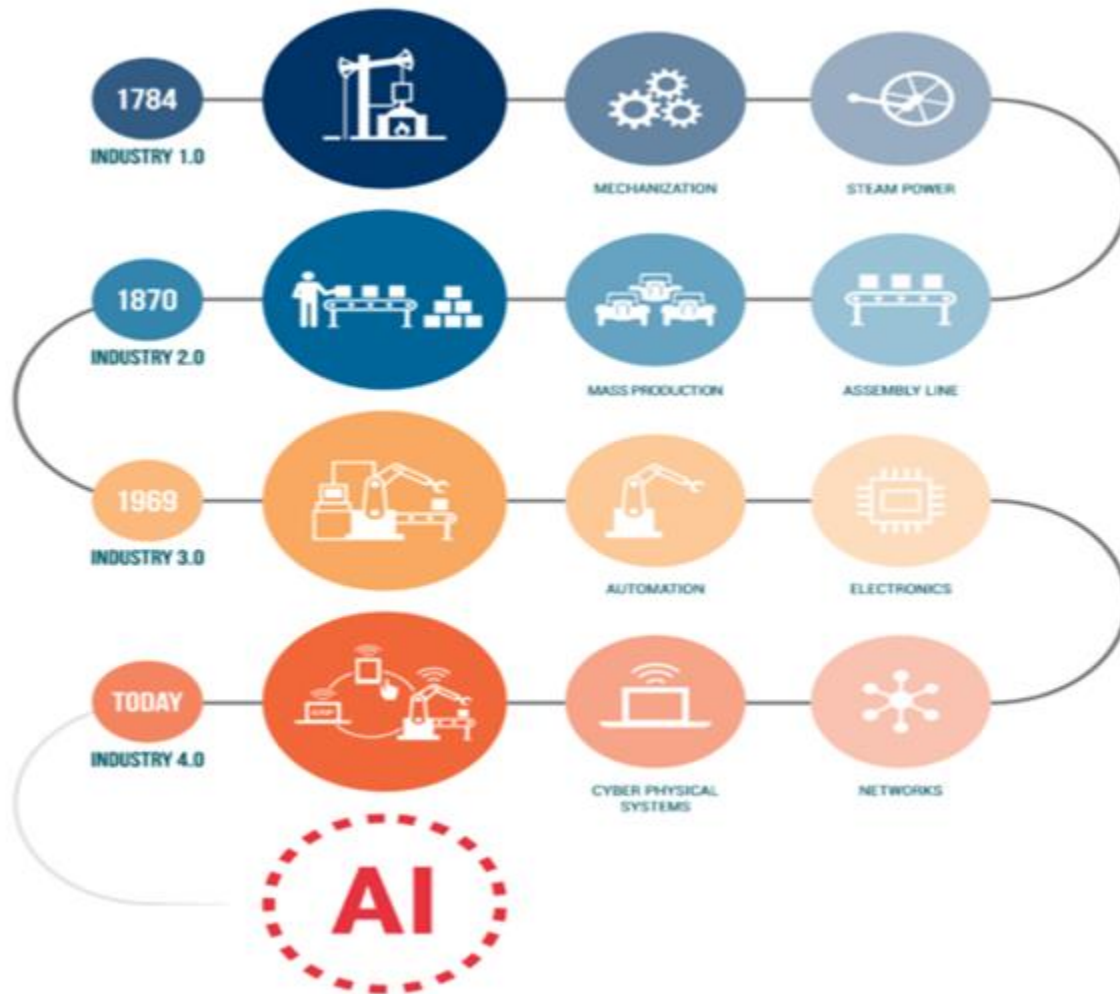 1784
INDUSTRY 1.0
MECHANIZATION
STEAM POWER
1870
INDUSTRY 2.0
MASS PRODUCTION
ASSEMBLY LINE
1969
INDUSTRY 3.0
AUTOMATION
ELECTRONICS
TODAY
INDUSTRY 4.0
CYBER PHYSICAL
SYSTEMS
NETWORKS
AI